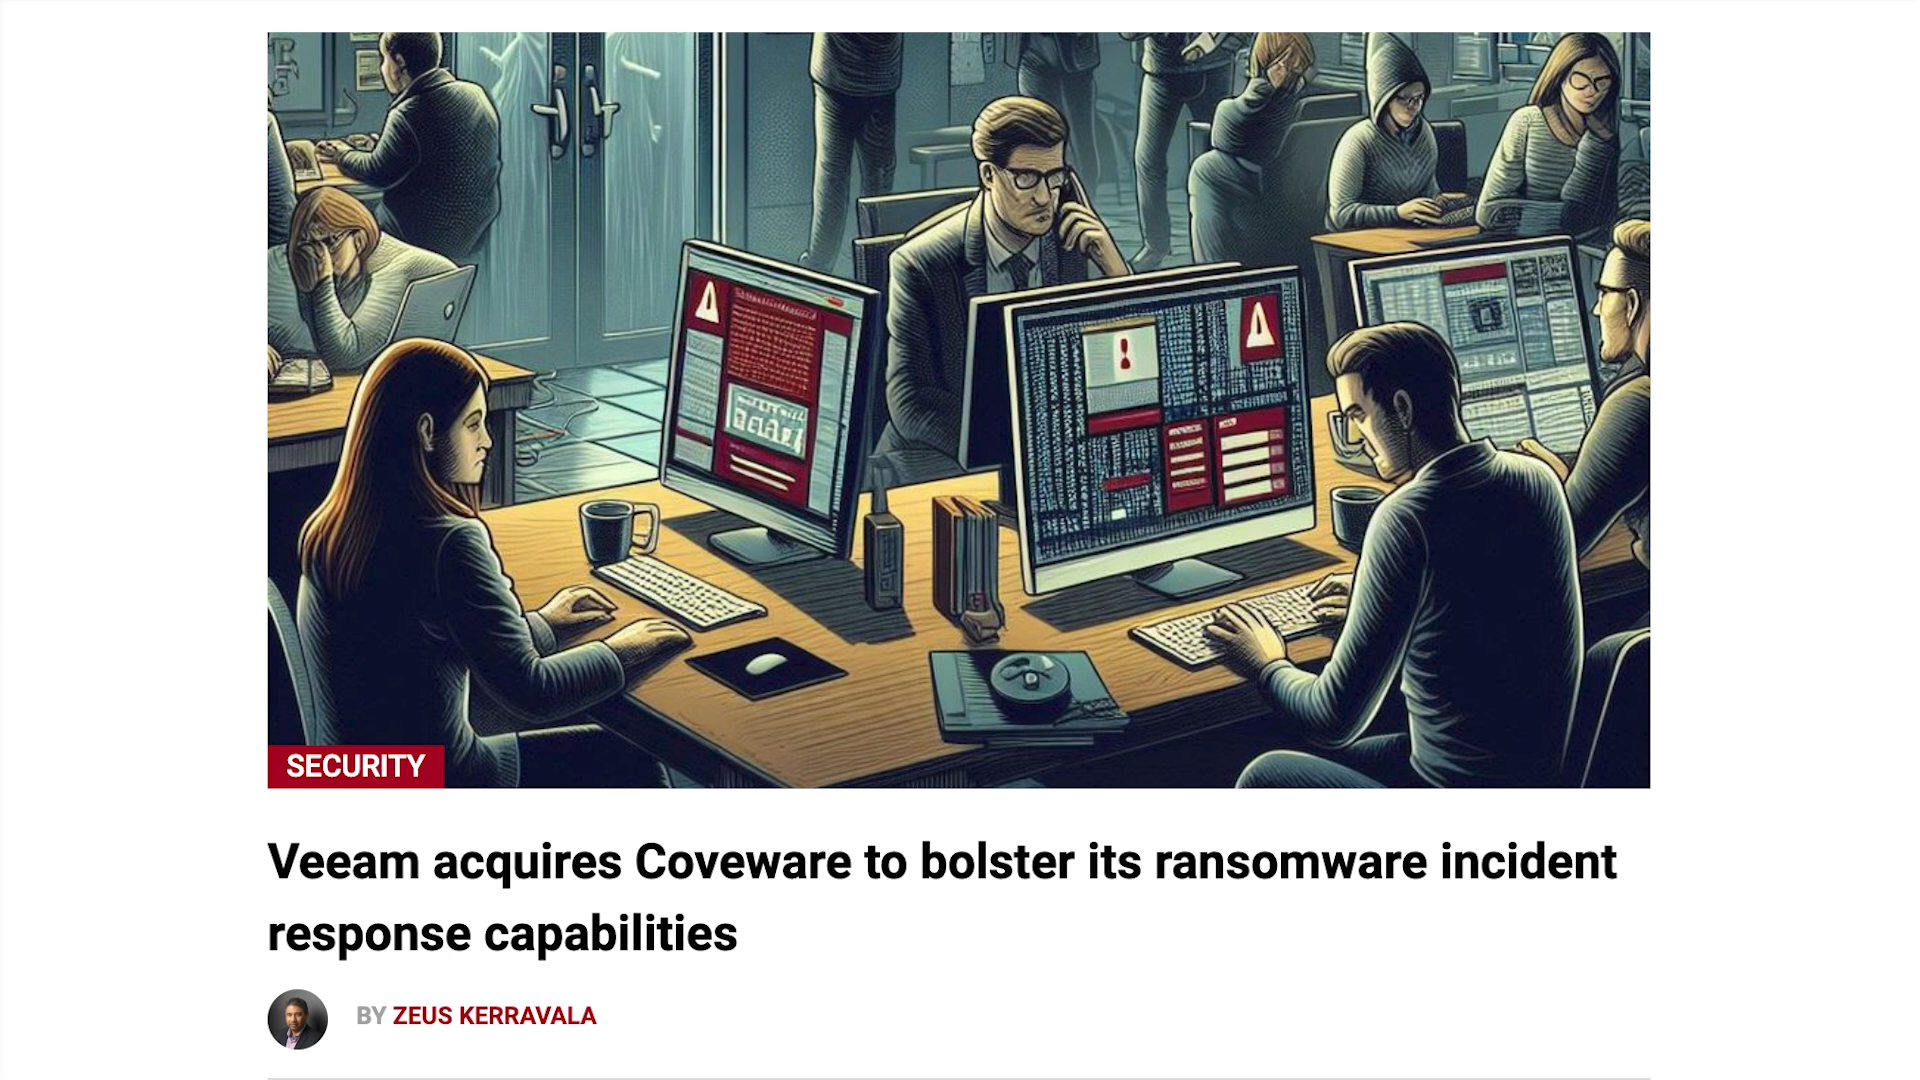 SECURITY
Veeam acquires Coveware to bolster its ransomware incident
response capabilities
BY ZEUS KERRAVALA